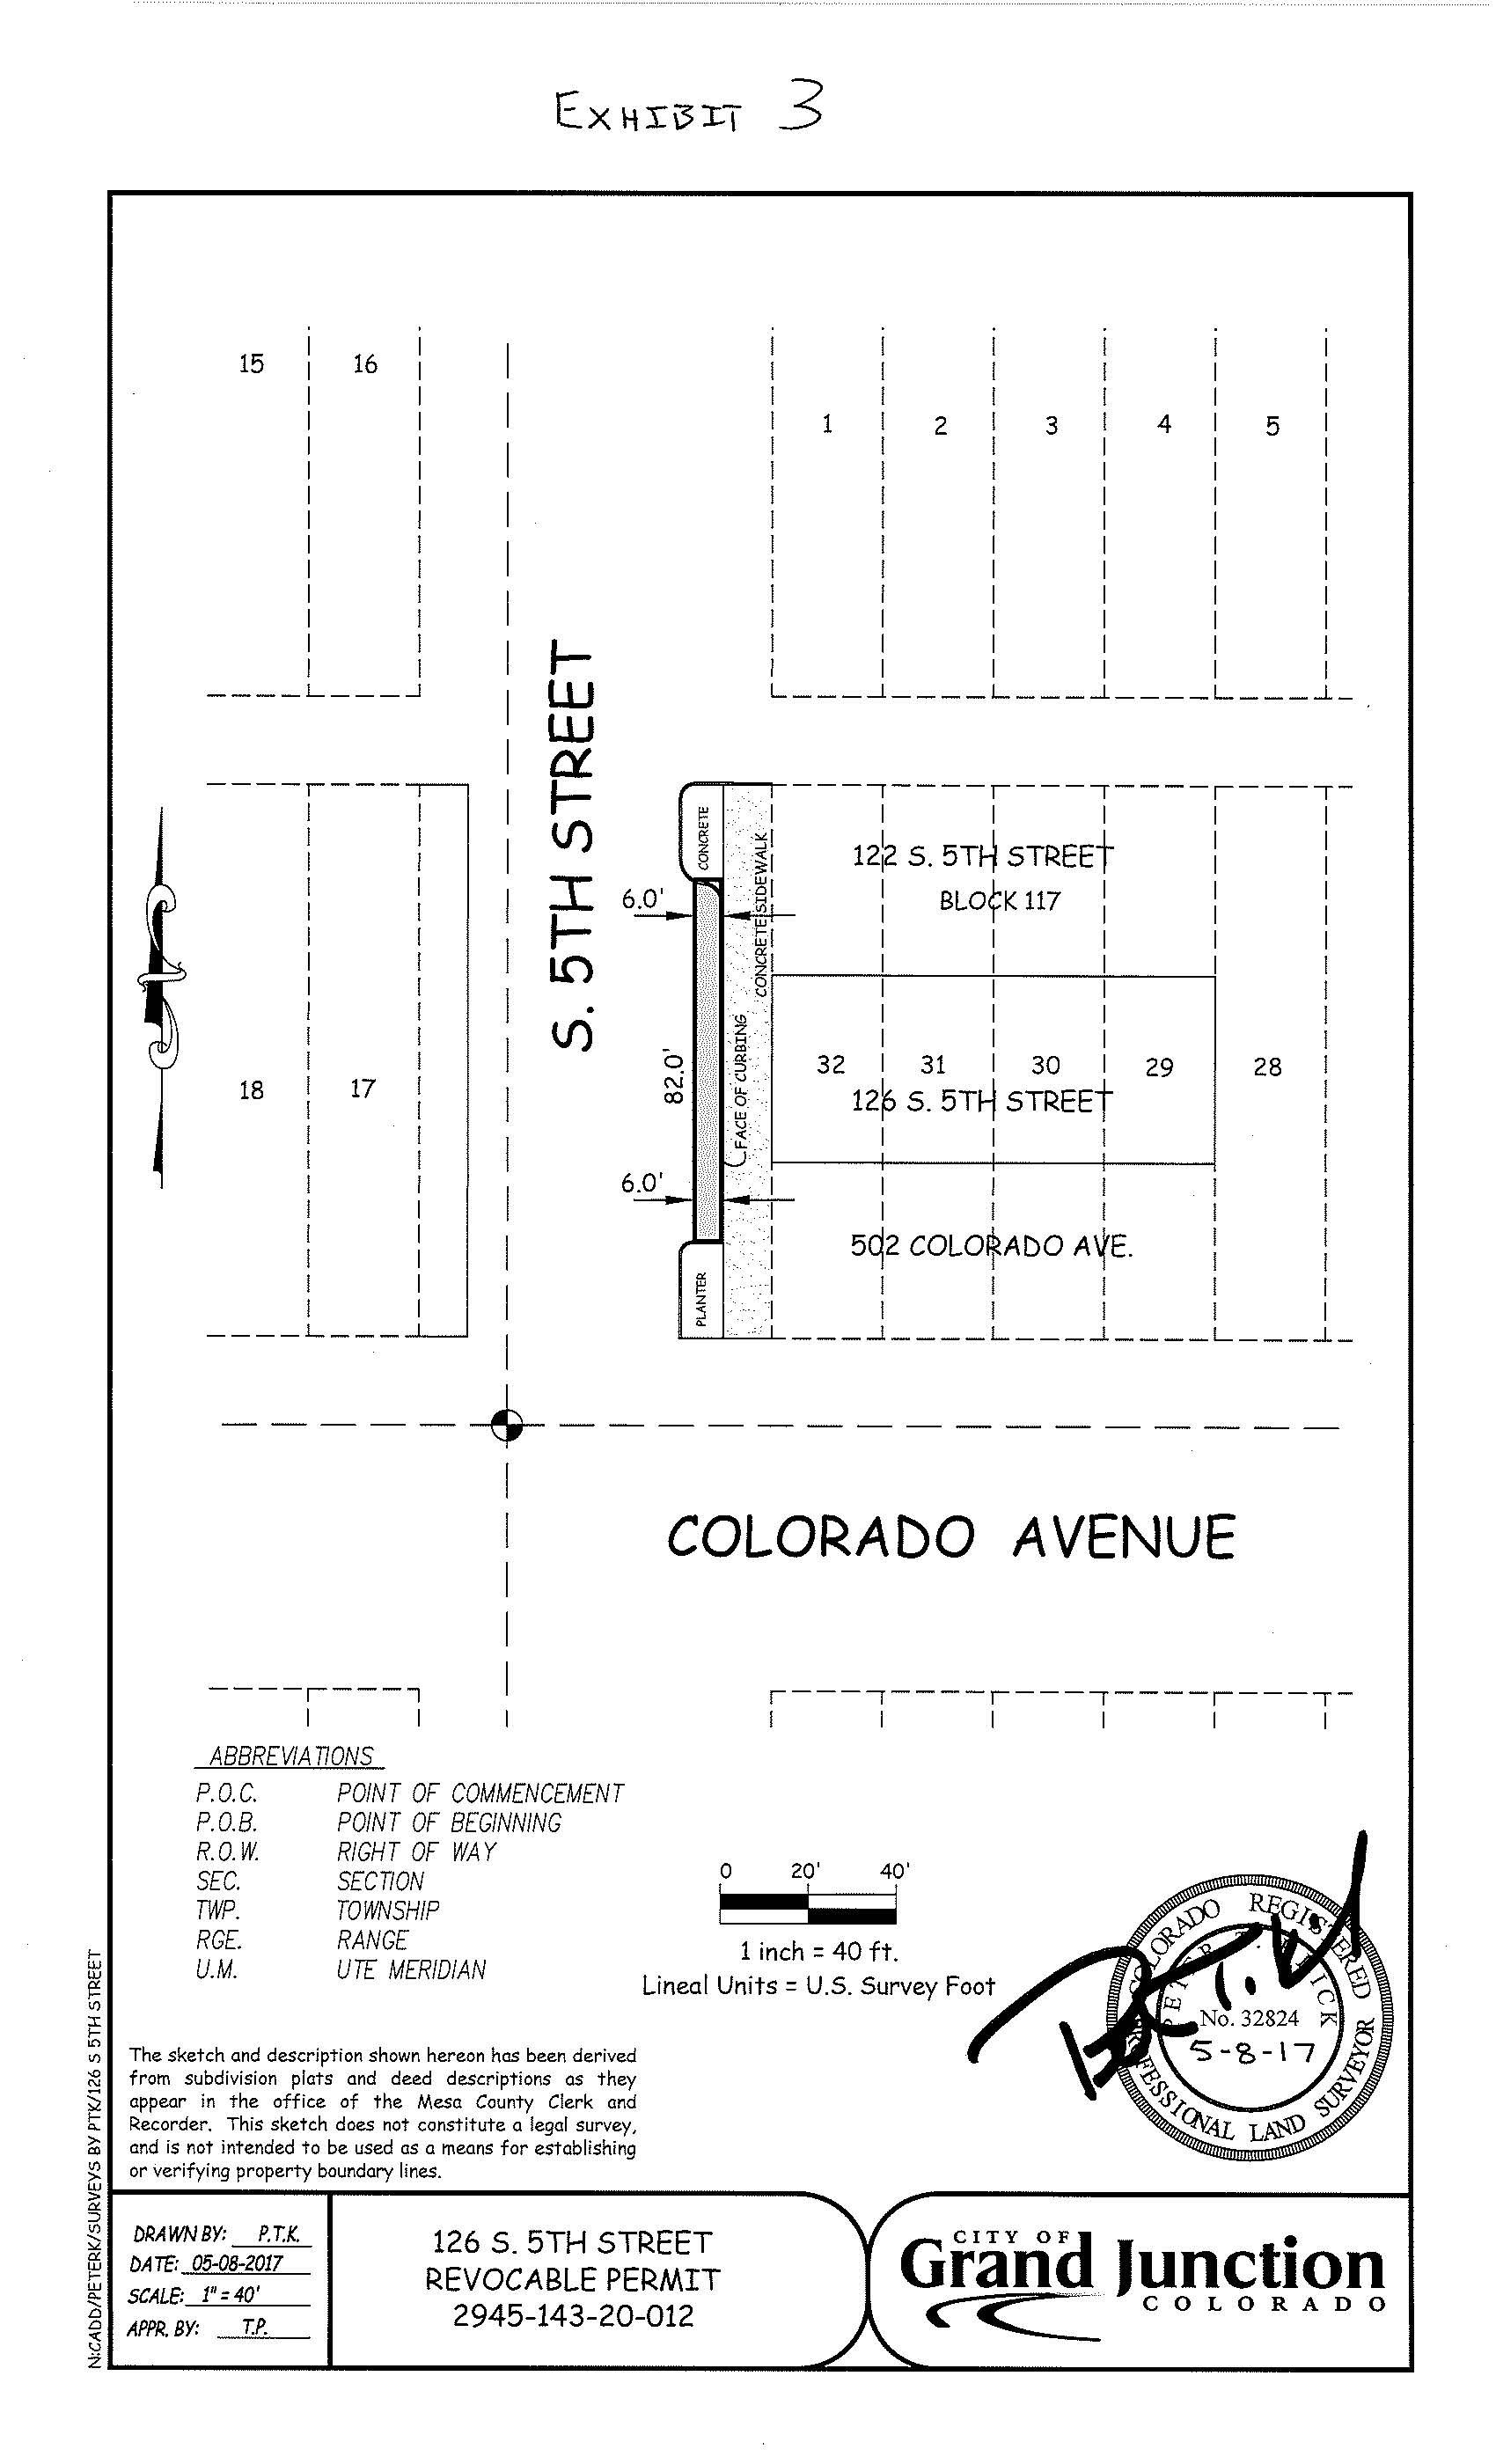 EXHIBIT 3
15 16
1 2 3 4 5
S. 5TH STREET
CONCRETE
CONCRETE SIDEWALK
122 S. 5TH STREET
BLOCK 117
6.0'
82.0'
FACE OF CURBING
18 17
32 31 30 29 28
126 S. 5TH STREET
6.0'
502 COLORADO AVE.
PLANTER
COLORADO AVENUE
ABBREVIATIONS
P.O.C. POINT OF COMMENCEMENT
P.O.B. POINT OF BEGINNING
R.O.W. RIGHT OF WAY
SEC. SECTION
TWP. TOWNSHIP
RGE. RANGE
U.M. UTE MERIDIAN
0 20' 40'
1 inch = 40 ft.
Lineal Units = U.S. Survey Foot
COLORADO REGISTERED
No. 32824
5-8-17
LAND SURVEYOR
The sketch and description shown hereon has been derived
from subdivision plats and deed descriptions as they
appear in the office of the Mesa County Clerk and
Recorder. This sketch does not constitute a legal survey,
and is not intended to be used as a means for establishing
or verifying property boundary lines.
N:CADD/PETERK/SURVEYS BY PTK/126 S 5TH STREET
DRAWN BY: P.T.K.
DATE: 05-08-2017
SCALE: 1" = 40'
APPR. BY: T.P.
126 S. 5TH STREET
REVOCABLE PERMIT
2945-143-20-012
CITY OF
Grand Junction
COLORADO